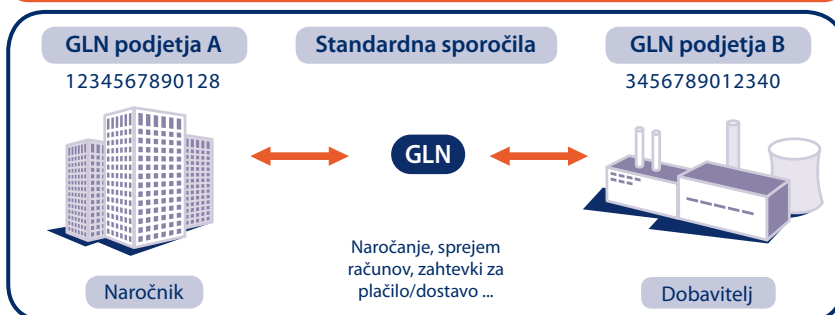 GLN podjetja A
Standardna sporočila
GLN podjetja B
1234567890128
3456789012340
GLN
Naročanje, sprejem
računov, zahtevki za
plačilo/dostavo ...
Naročnik
Dobavitelj